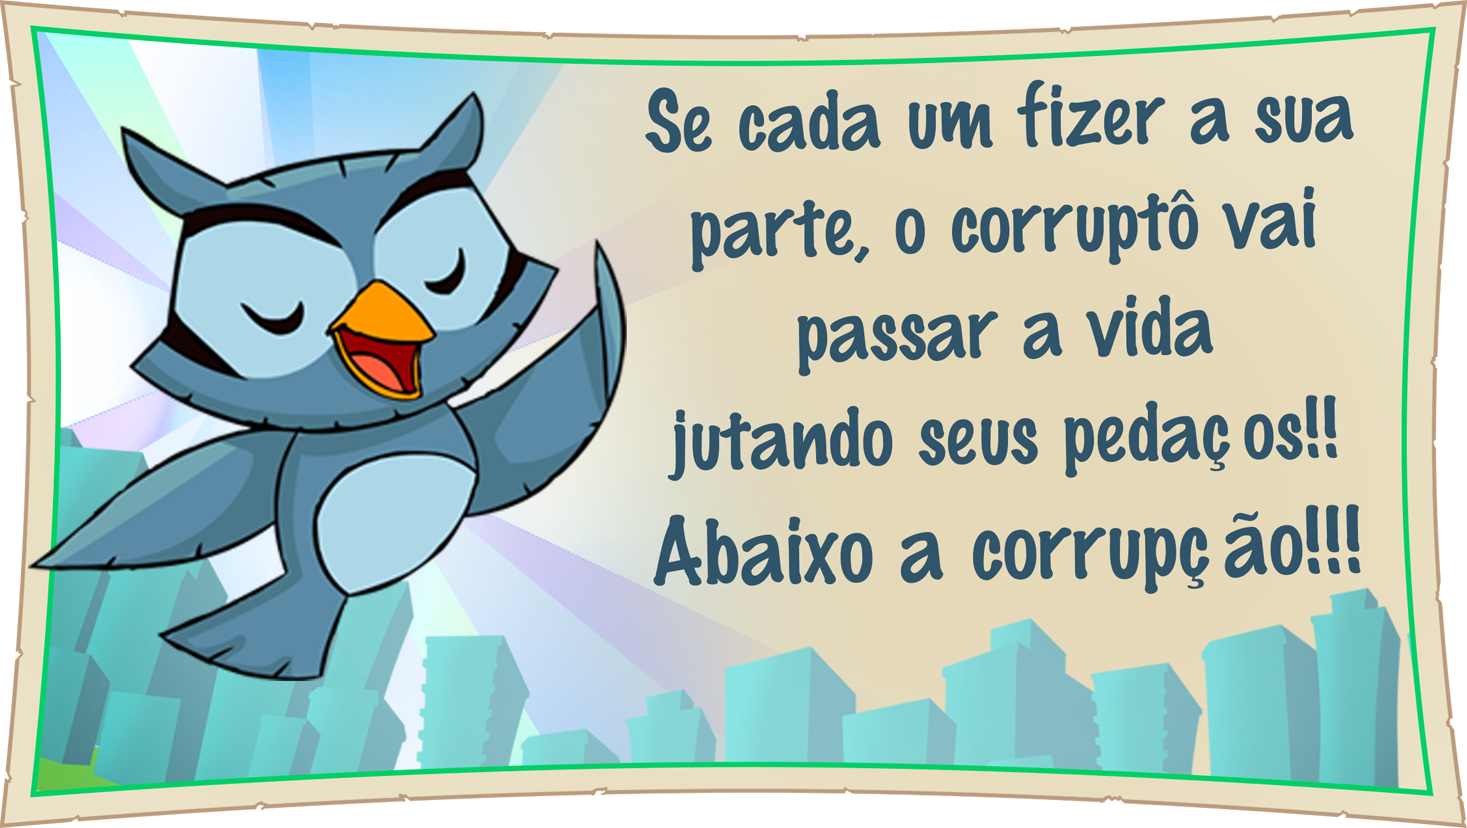 Se cada um fizer a sua
parte, o corruptô vai
passar a vida
jutando seus pedaç os!!
Abaixo a corrupç ão!!!